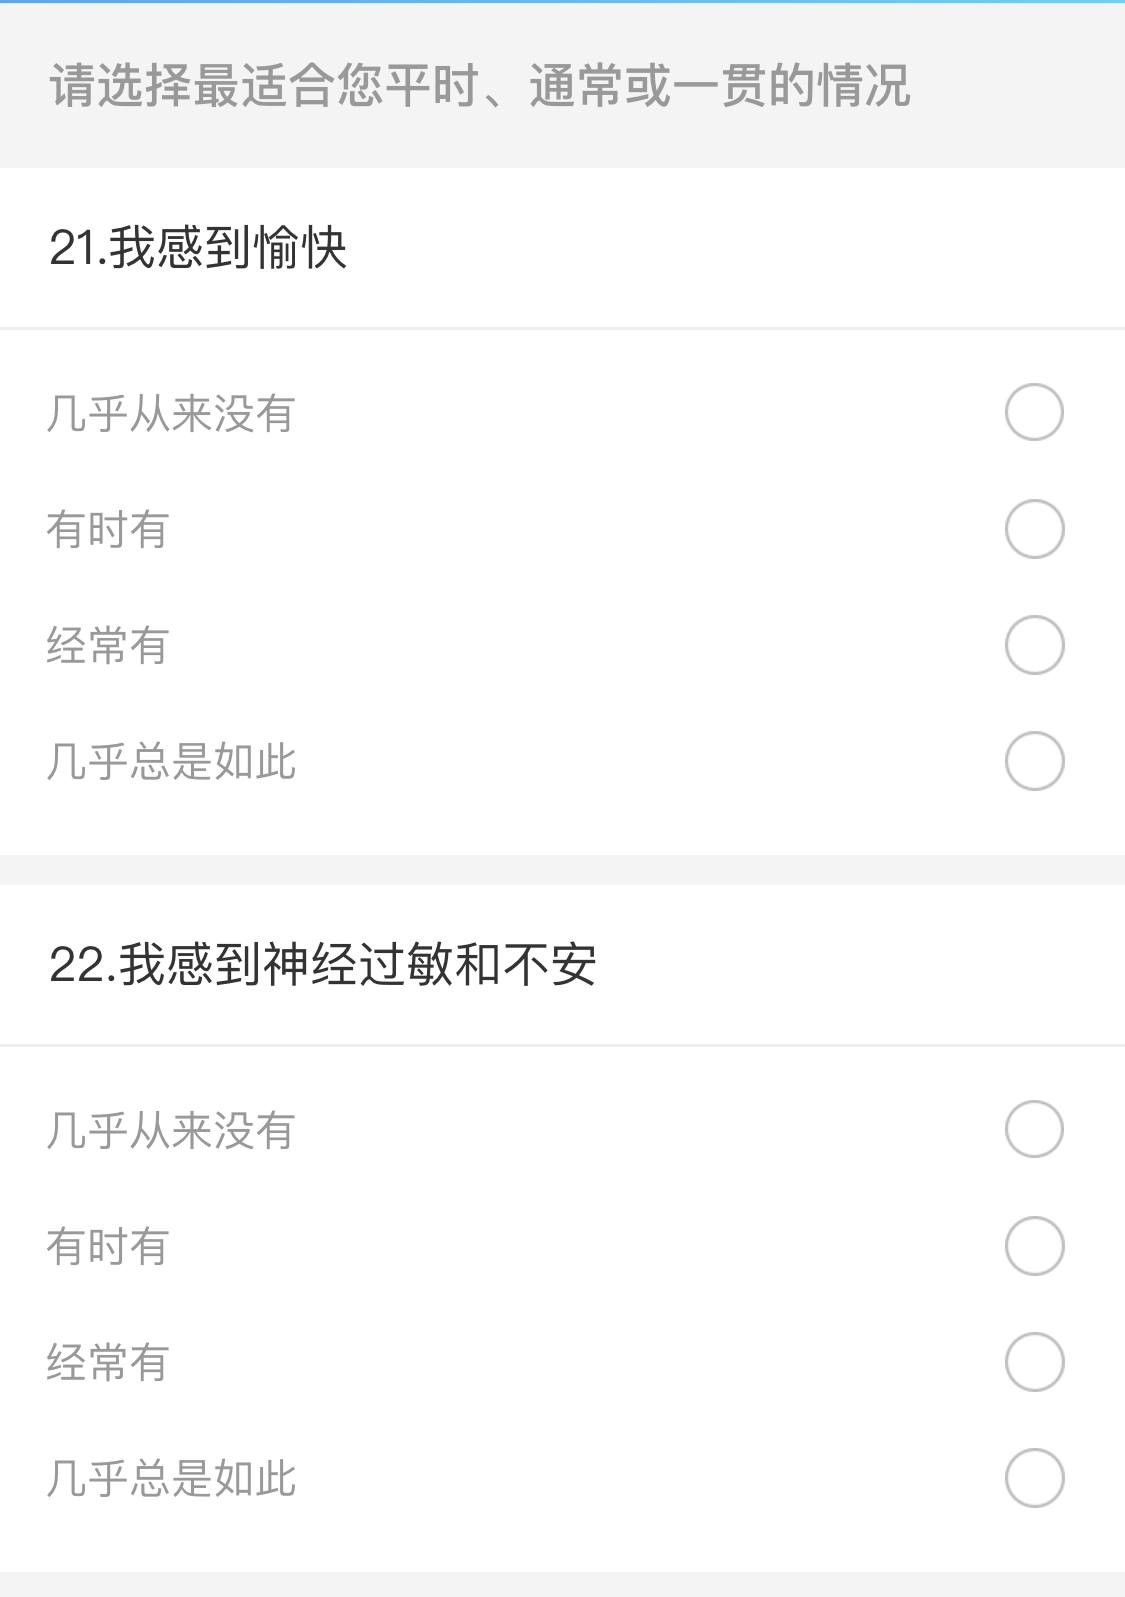 请选择最适合您平时、通常或一贯的情况
21.我感到愉快
几乎从来没有
有时有
经常有
几乎总是如此
22.我感到神经过敏和不安
几乎从来没有
有时有
经常有
几乎总是如此